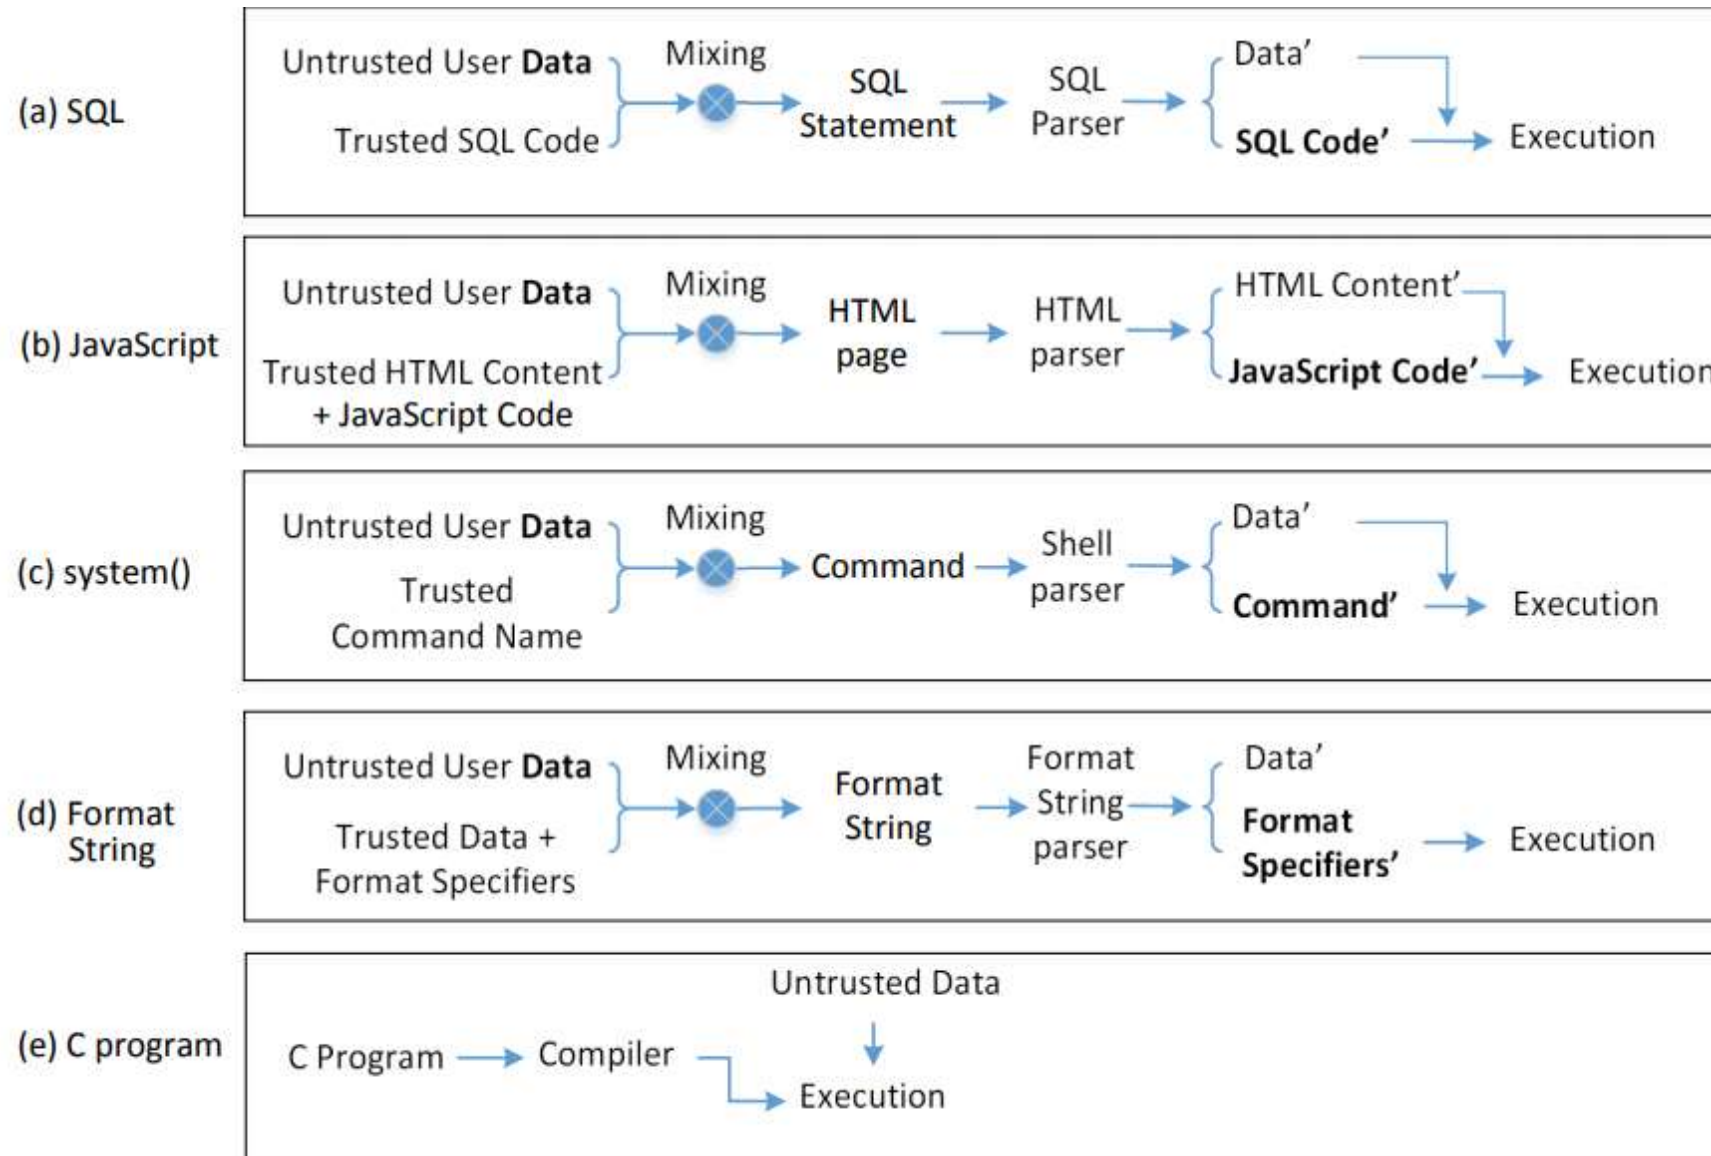 (a) SQL
Untrusted User Data
Trusted SQL Code
Mixing
SQL
Statement
SQL
Parser
Data’
SQL Code’
Execution
(b) JavaScript
Untrusted User Data
Trusted HTML Content
+ JavaScript Code
Mixing
HTML
page
HTML
parser
HTML Content’
JavaScript Code’
Execution
(c) system()
Untrusted User Data
Trusted
Command Name
Mixing
Command
Shell
parser
Data’
Command’
Execution
(d) Format
String
Untrusted User Data
Trusted Data +
Format Specifiers
Mixing
Format
String
Format
String
parser
Data’
Format
Specifiers’
Execution
(e) C program
C Program
Compiler
Untrusted Data
Execution